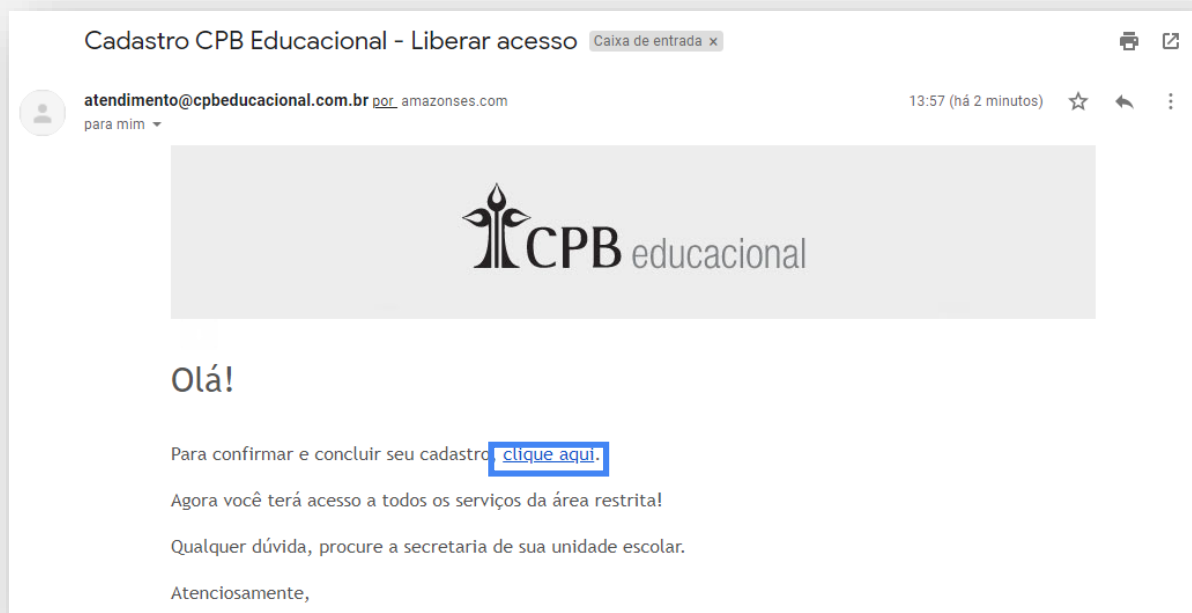 Cadastro CPB Educacional - Liberar acesso Caixa de entrada x
atendimento@cpbeducacional.com.br por amazonses.com 13:57 (há 2 minutos)
para mim
CPB educacional
Olá!
Para confirmar e concluir seu cadastro, clique aqui.
Agora você terá acesso a todos os serviços da área restrita!
Qualquer dúvida, procure a secretaria de sua unidade escolar.
Atenciosamente,